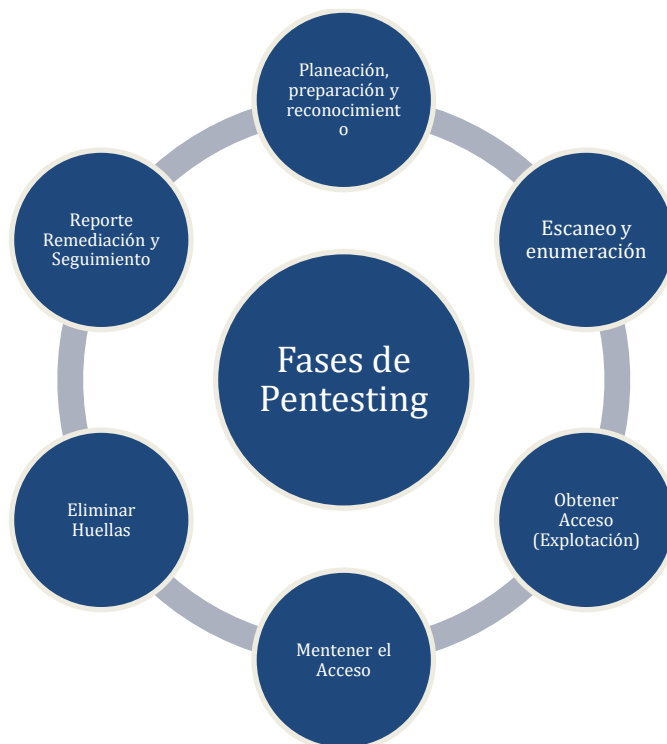 Planeación,
preparación y
reconocimient
o
Escaneo y
enumeración
Obtener
Acceso
(Explotación)
Mentener el
Acceso
Eliminar
Huellas
Reporte
Remediación y
Seguimiento
Fases de
Pentesting